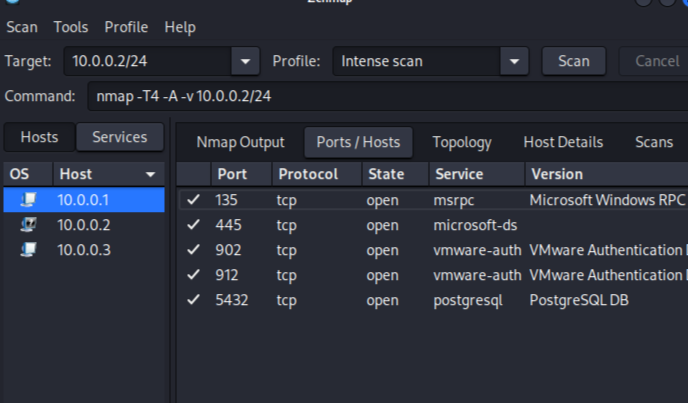 Zenmap
Scan Tools Profile Help
Target: 10.0.0.2/24 Profile: Intense scan Scan Cancel
Command: nmap -T4 -A -v 10.0.0.2/24
Hosts Services Nmap Output Ports / Hosts Topology Host Details Scans
OS Host Port Protocol State Service Version
10.0.0.1 135 tcp open msrpc Microsoft Windows RPC
10.0.0.2 445 tcp open microsoft-ds
10.0.0.3 902 tcp open vmware-auth VMware Authentication
912 tcp open vmware-auth VMware Authentication
5432 tcp open postgresql PostgreSQL DB